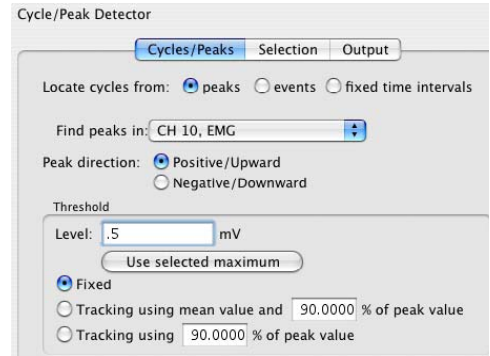 Cycle/Peak Detector
Cycles/Peaks Selection Output
Locate cycles from: peaks events fixed time intervals
Find peaks in: CH 10, EMG
Peak direction: Positive/Upward
Negative/Downward
Threshold
Level: .5 mV
Use selected maximum
Fixed
Tracking using mean value and 90.0000 % of peak value
Tracking using 90.0000 % of peak value